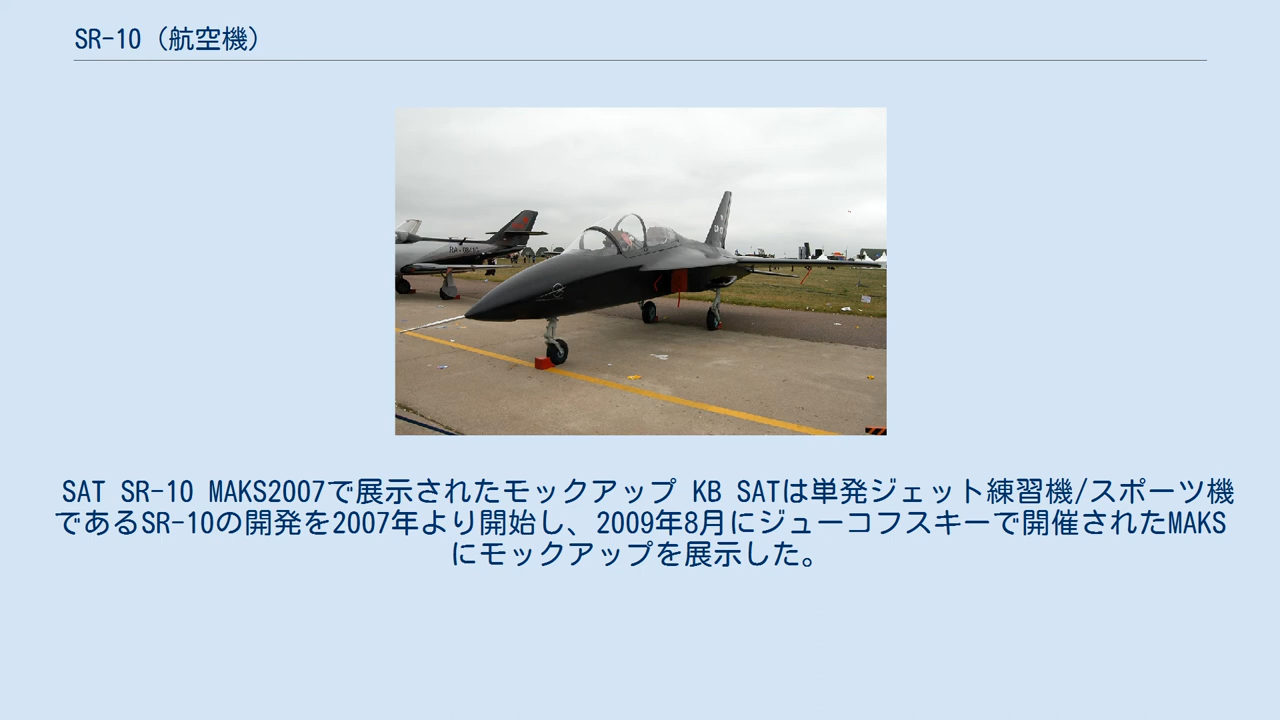 SR-10（航空機）
SAT SR-10 MAKS2007で展示されたモックアップ KB SATは単発ジェット練習機/スポーツ機
であるSR-10の開発を2007年より開始し、2009年8月にジューコフスキーで開催されたMAKS
にモックアップを展示した。